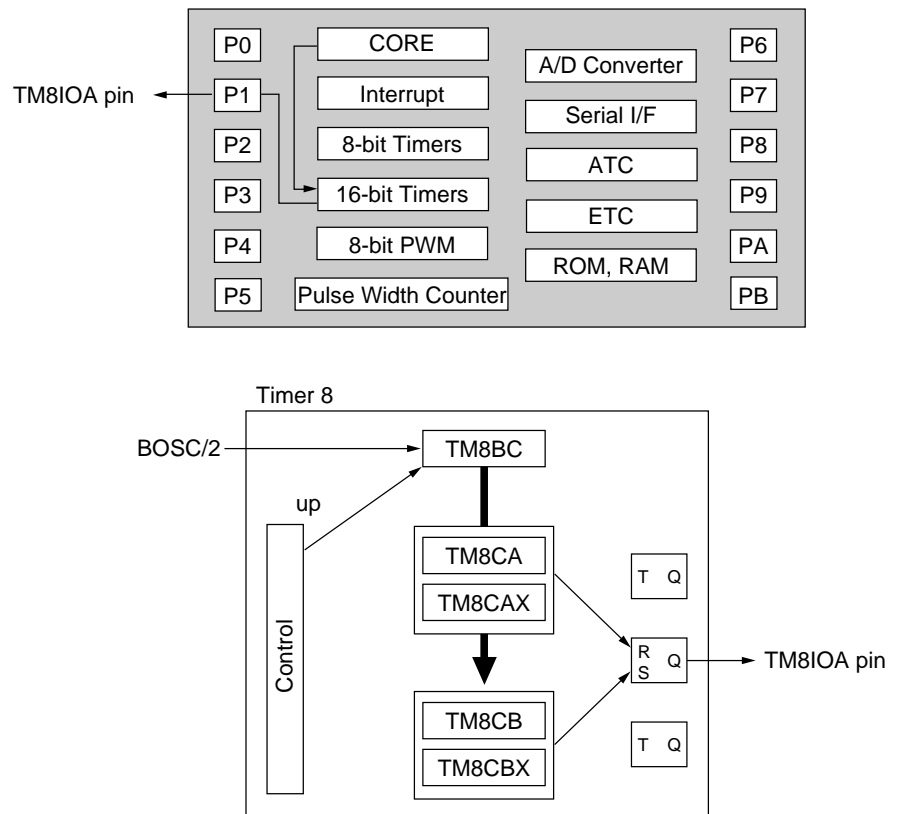 P0
CORE
P6
A/D Converter
TM8IOA pin
P1
Interrupt
P7
Serial I/F
P2
8-bit Timers
P8
ATC
P3
16-bit Timers
P9
ETC
P4
8-bit PWM
PA
ROM, RAM
P5
Pulse Width Counter
PB
Timer 8
BOSC/2
TM8BC
up
TM8CA
T Q
TM8CAX
Control
R
S
Q
TM8IOA pin
TM8CB
T Q
TM8CBX